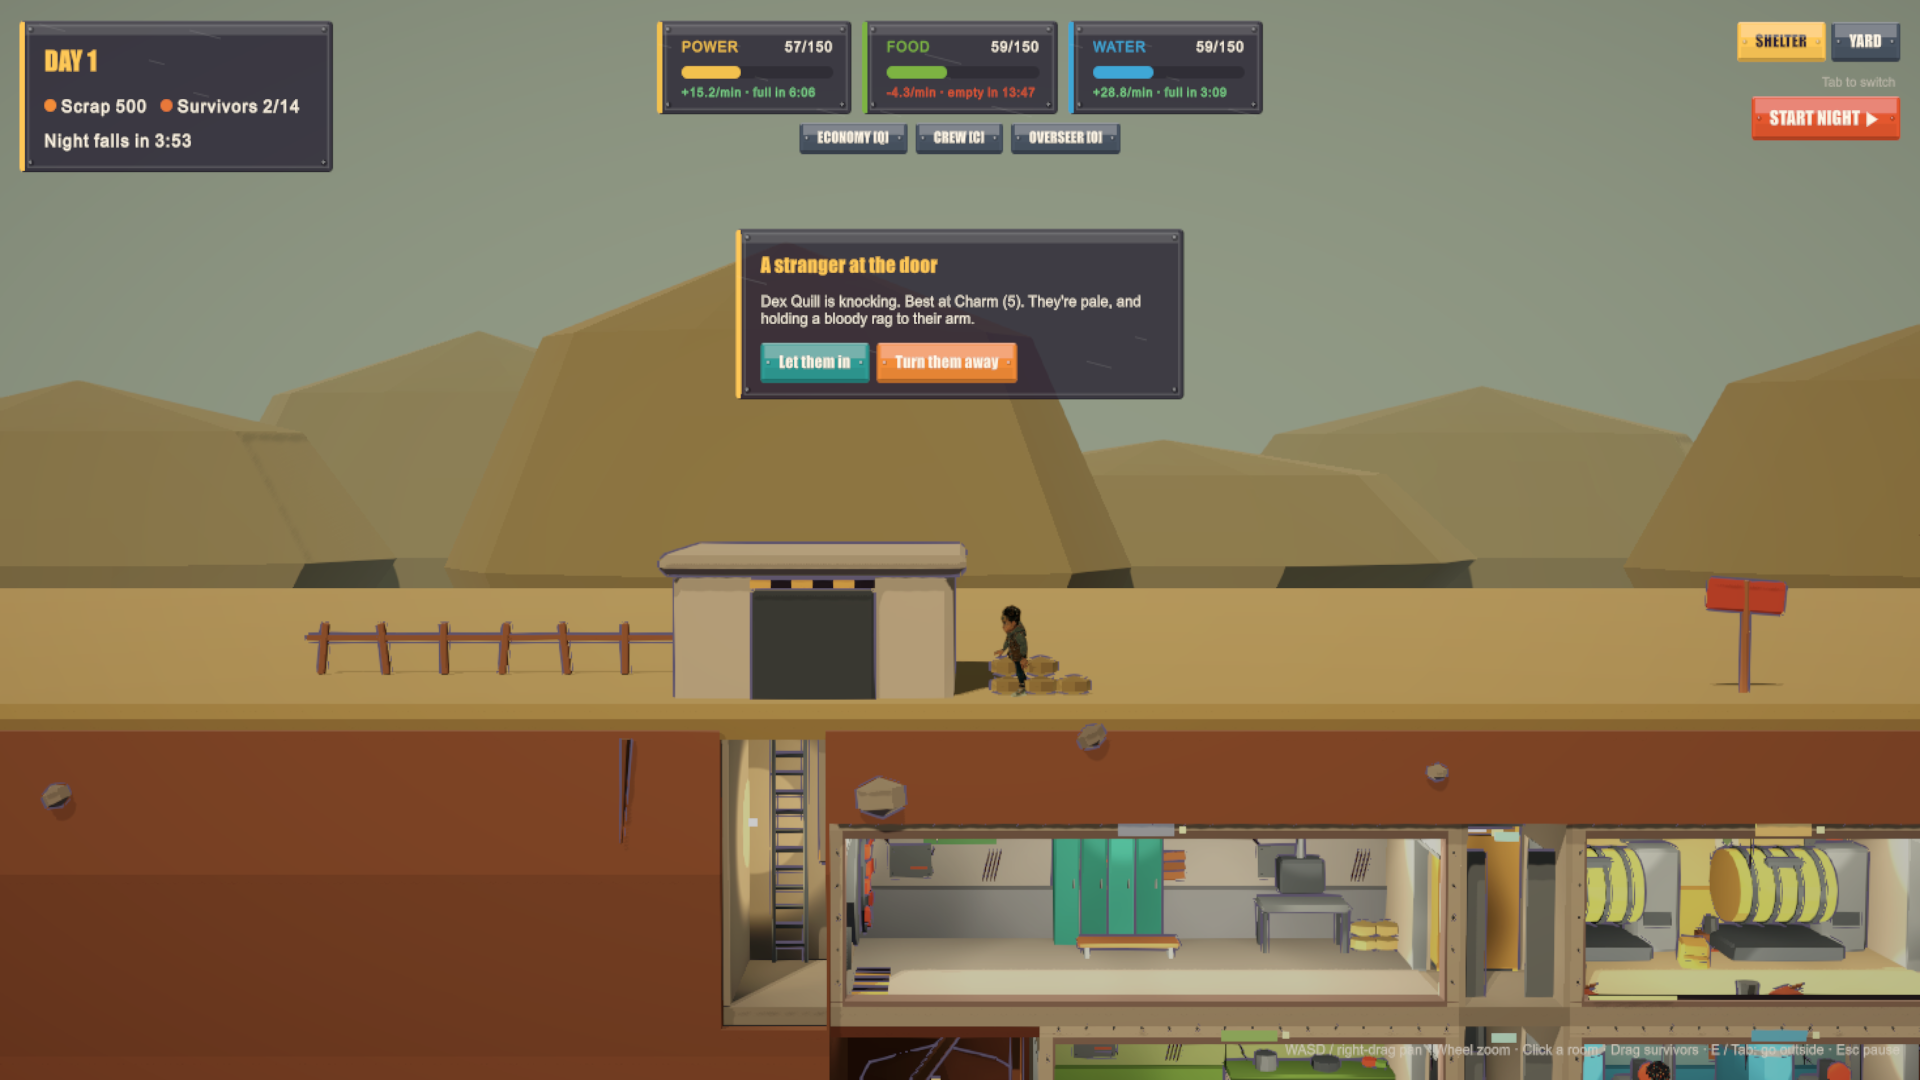 DAY 1
Scrap 500 Survivors 2/14
Night falls in 3:53
POWER 57/150
+15.2/min · full in 6:06
FOOD 59/150
-4.3/min · empty in 13:47
WATER 59/150
+28.8/min · full in 3:09
ECONOMY [Q] CREW [C] OVERSEER [O]
SHELTER YARD
Tab to switch
START NIGHT ▶
A stranger at the door
Dex Quill is knocking. Best at Charm (5). They're pale, and
holding a bloody rag to their arm.
Let them in Turn them away
WASD / right-drag pan · Wheel zoom · Click a room · Drag survivors · E / Tab: go outside · Esc pause